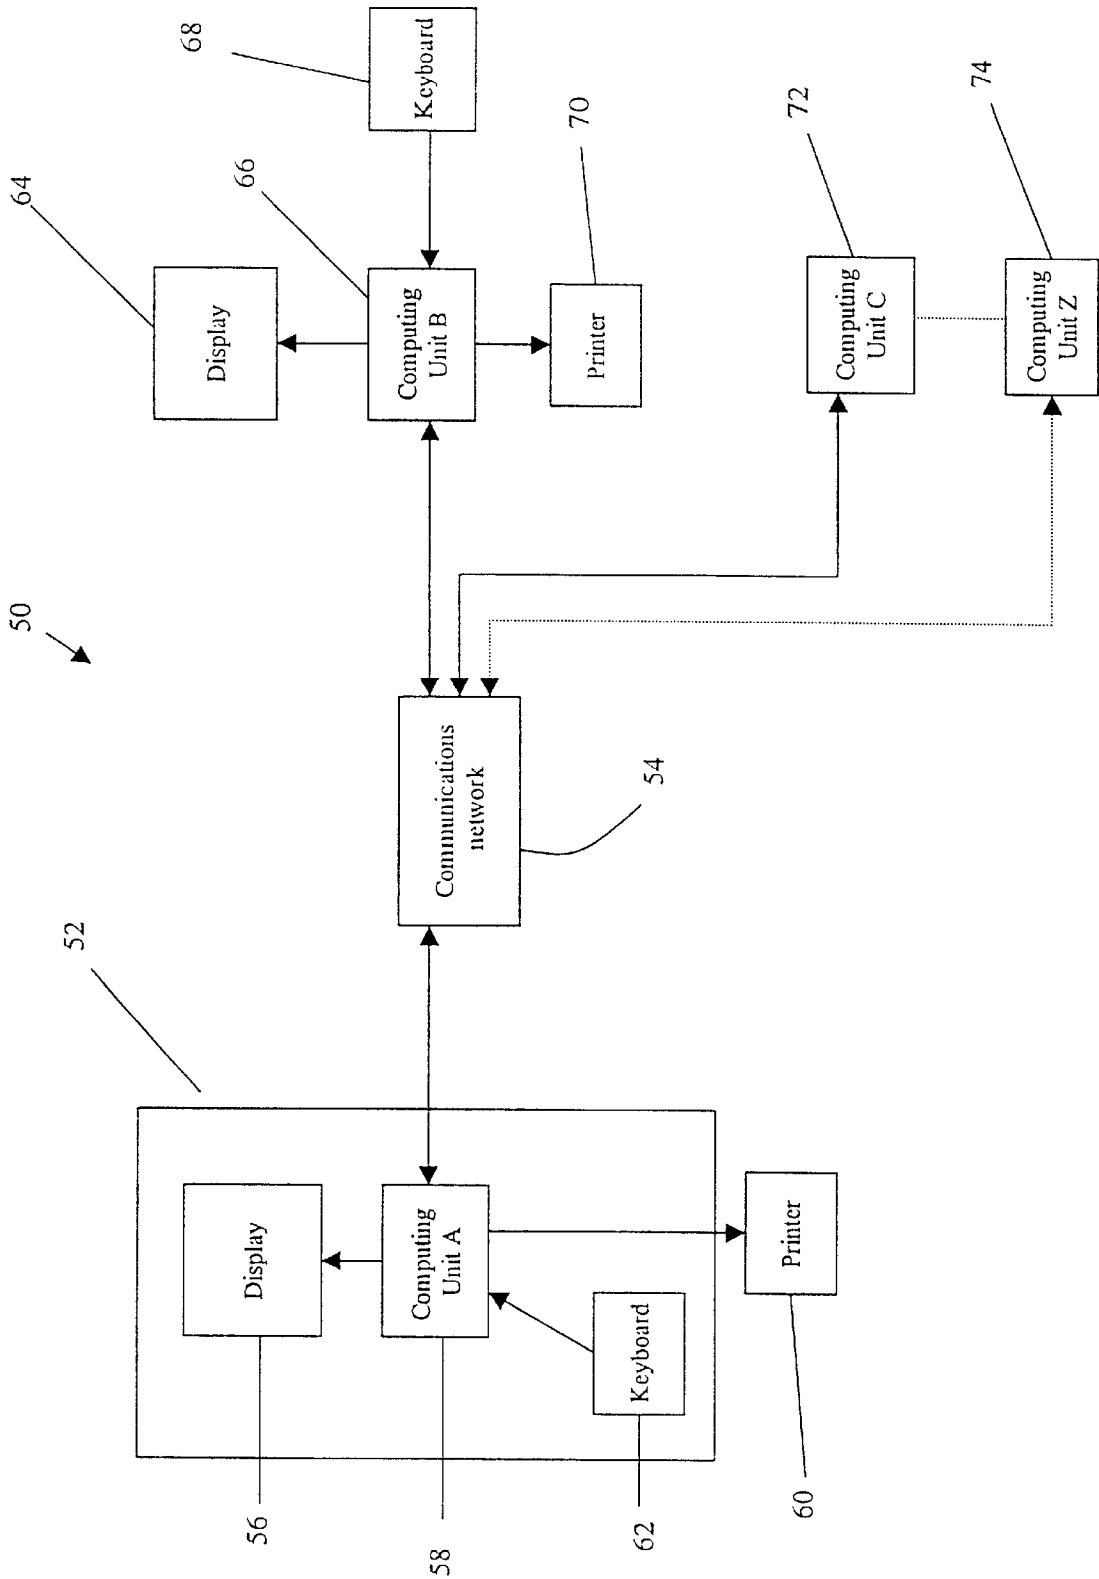 50
52
Display
Computing
Unit A
Keyboard
Printer
56
58
62
60
Communications
network
54
64
Display
66
Computing
Unit B
68
Keyboard
Printer
70
Computing
Unit C
72
Computing
Unit Z
74